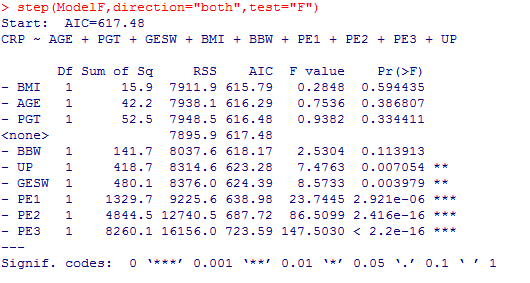 > step(ModelF,direction="both",test="F")
Start:  AIC=617.48
CRP ~ AGE + PGT + GESW + BMI + BBW + PE1 + PE2 + PE3 + UP
       Df Sum of Sq     RSS    AIC  F value    Pr(>F)
- BMI   1      15.9  7911.9 615.79   0.2848  0.594435
- AGE   1      42.2  7938.1 616.29   0.7536  0.386807
- PGT   1      52.5  7948.5 616.48   0.9382  0.334411
<none>               7895.9 617.48
- BBW   1     141.7  8037.6 618.17   2.5304  0.113913
- UP    1     418.7  8314.6 623.28   7.4763  0.007054 **
- GESW  1     480.1  8376.0 624.39   8.5733  0.003979 **
- PE1   1    1329.7  9225.6 638.98  23.7445 2.921e-06 ***
- PE2   1    4844.5 12740.5 687.72  86.5099 2.416e-16 ***
- PE3   1    8260.1 16156.0 723.59 147.5030 < 2.2e-16 ***
---
Signif. codes:  0 ‘***’ 0.001 ‘**’ 0.01 ‘*’ 0.05 ‘.’ 0.1 ‘ ’ 1